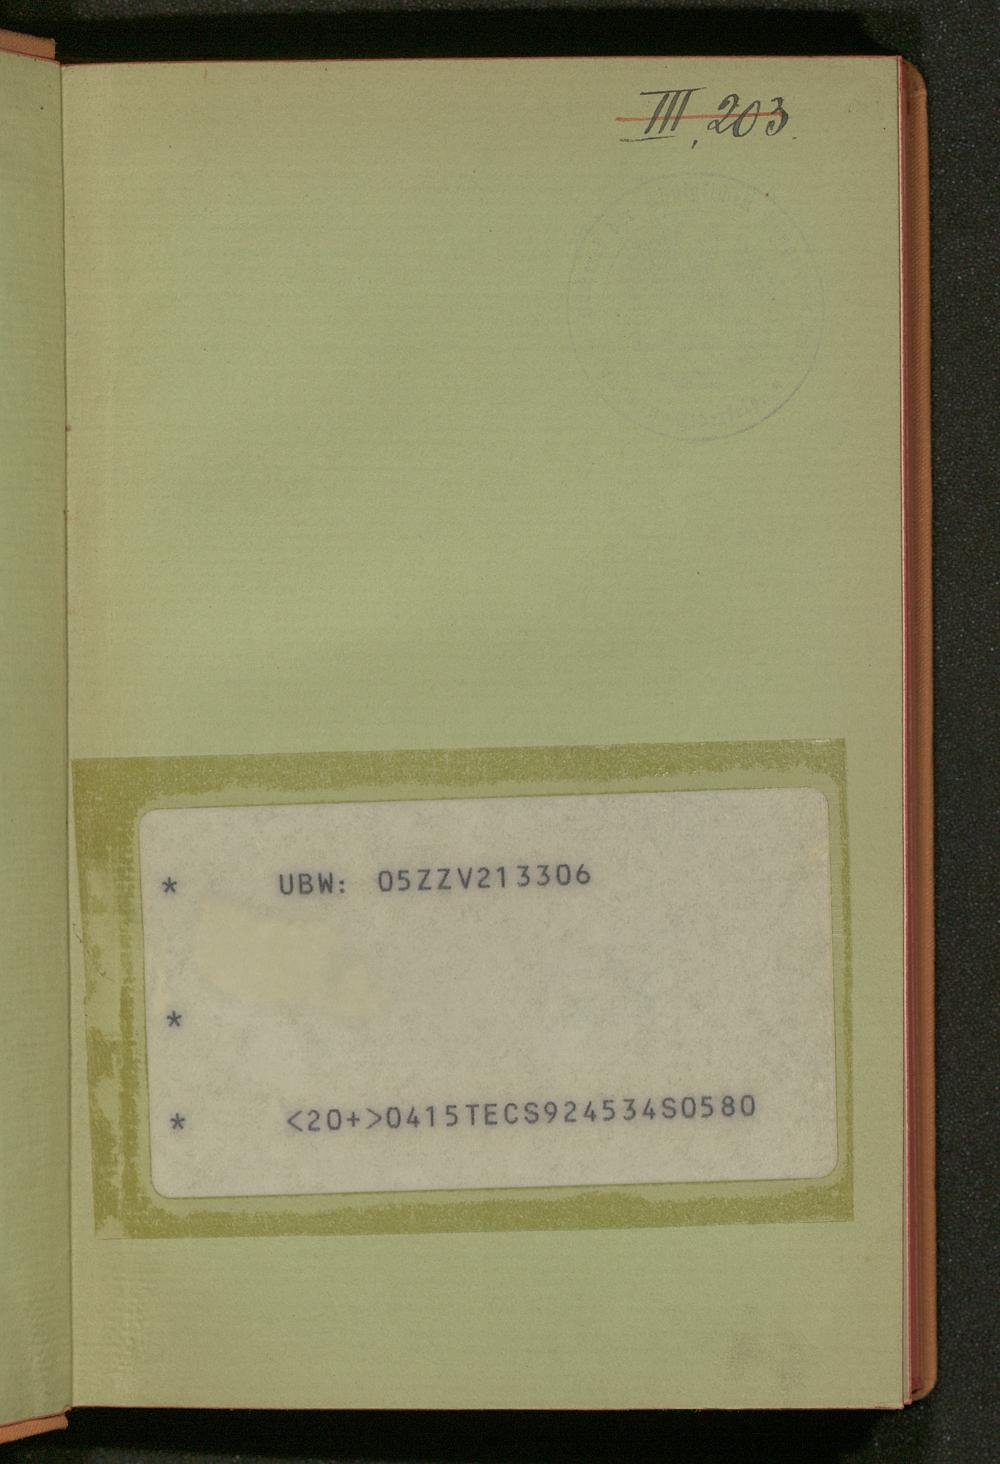 III, 203.
* UBW: 05ZZV213306
*
* <20+>0415TECS924534S0580